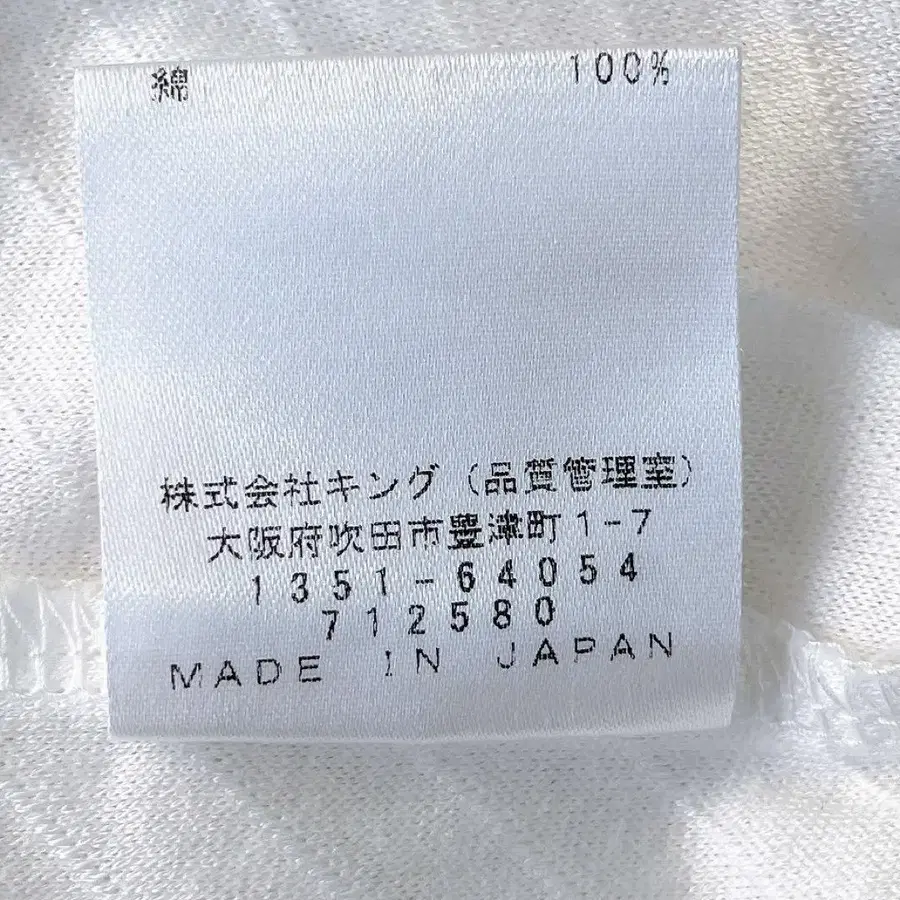 綿 100%
株式会社キング（品質管理室）
大阪府吹田市豊津町1-7
1351-64054
712580
MADE IN JAPAN